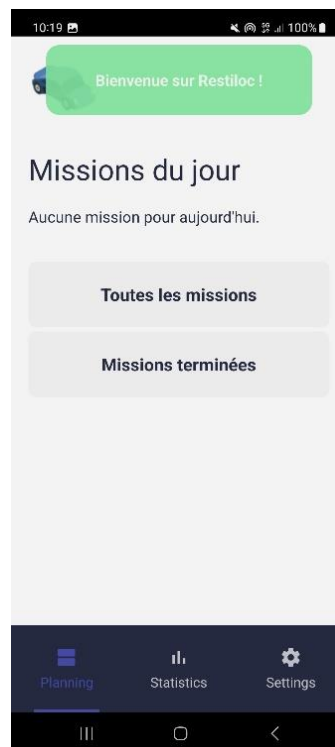 10:19 100%
Bienvenue sur Restiloc !
Missions du jour
Aucune mission pour aujourd'hui.
Toutes les missions
Missions terminées
Planning Statistics Settings